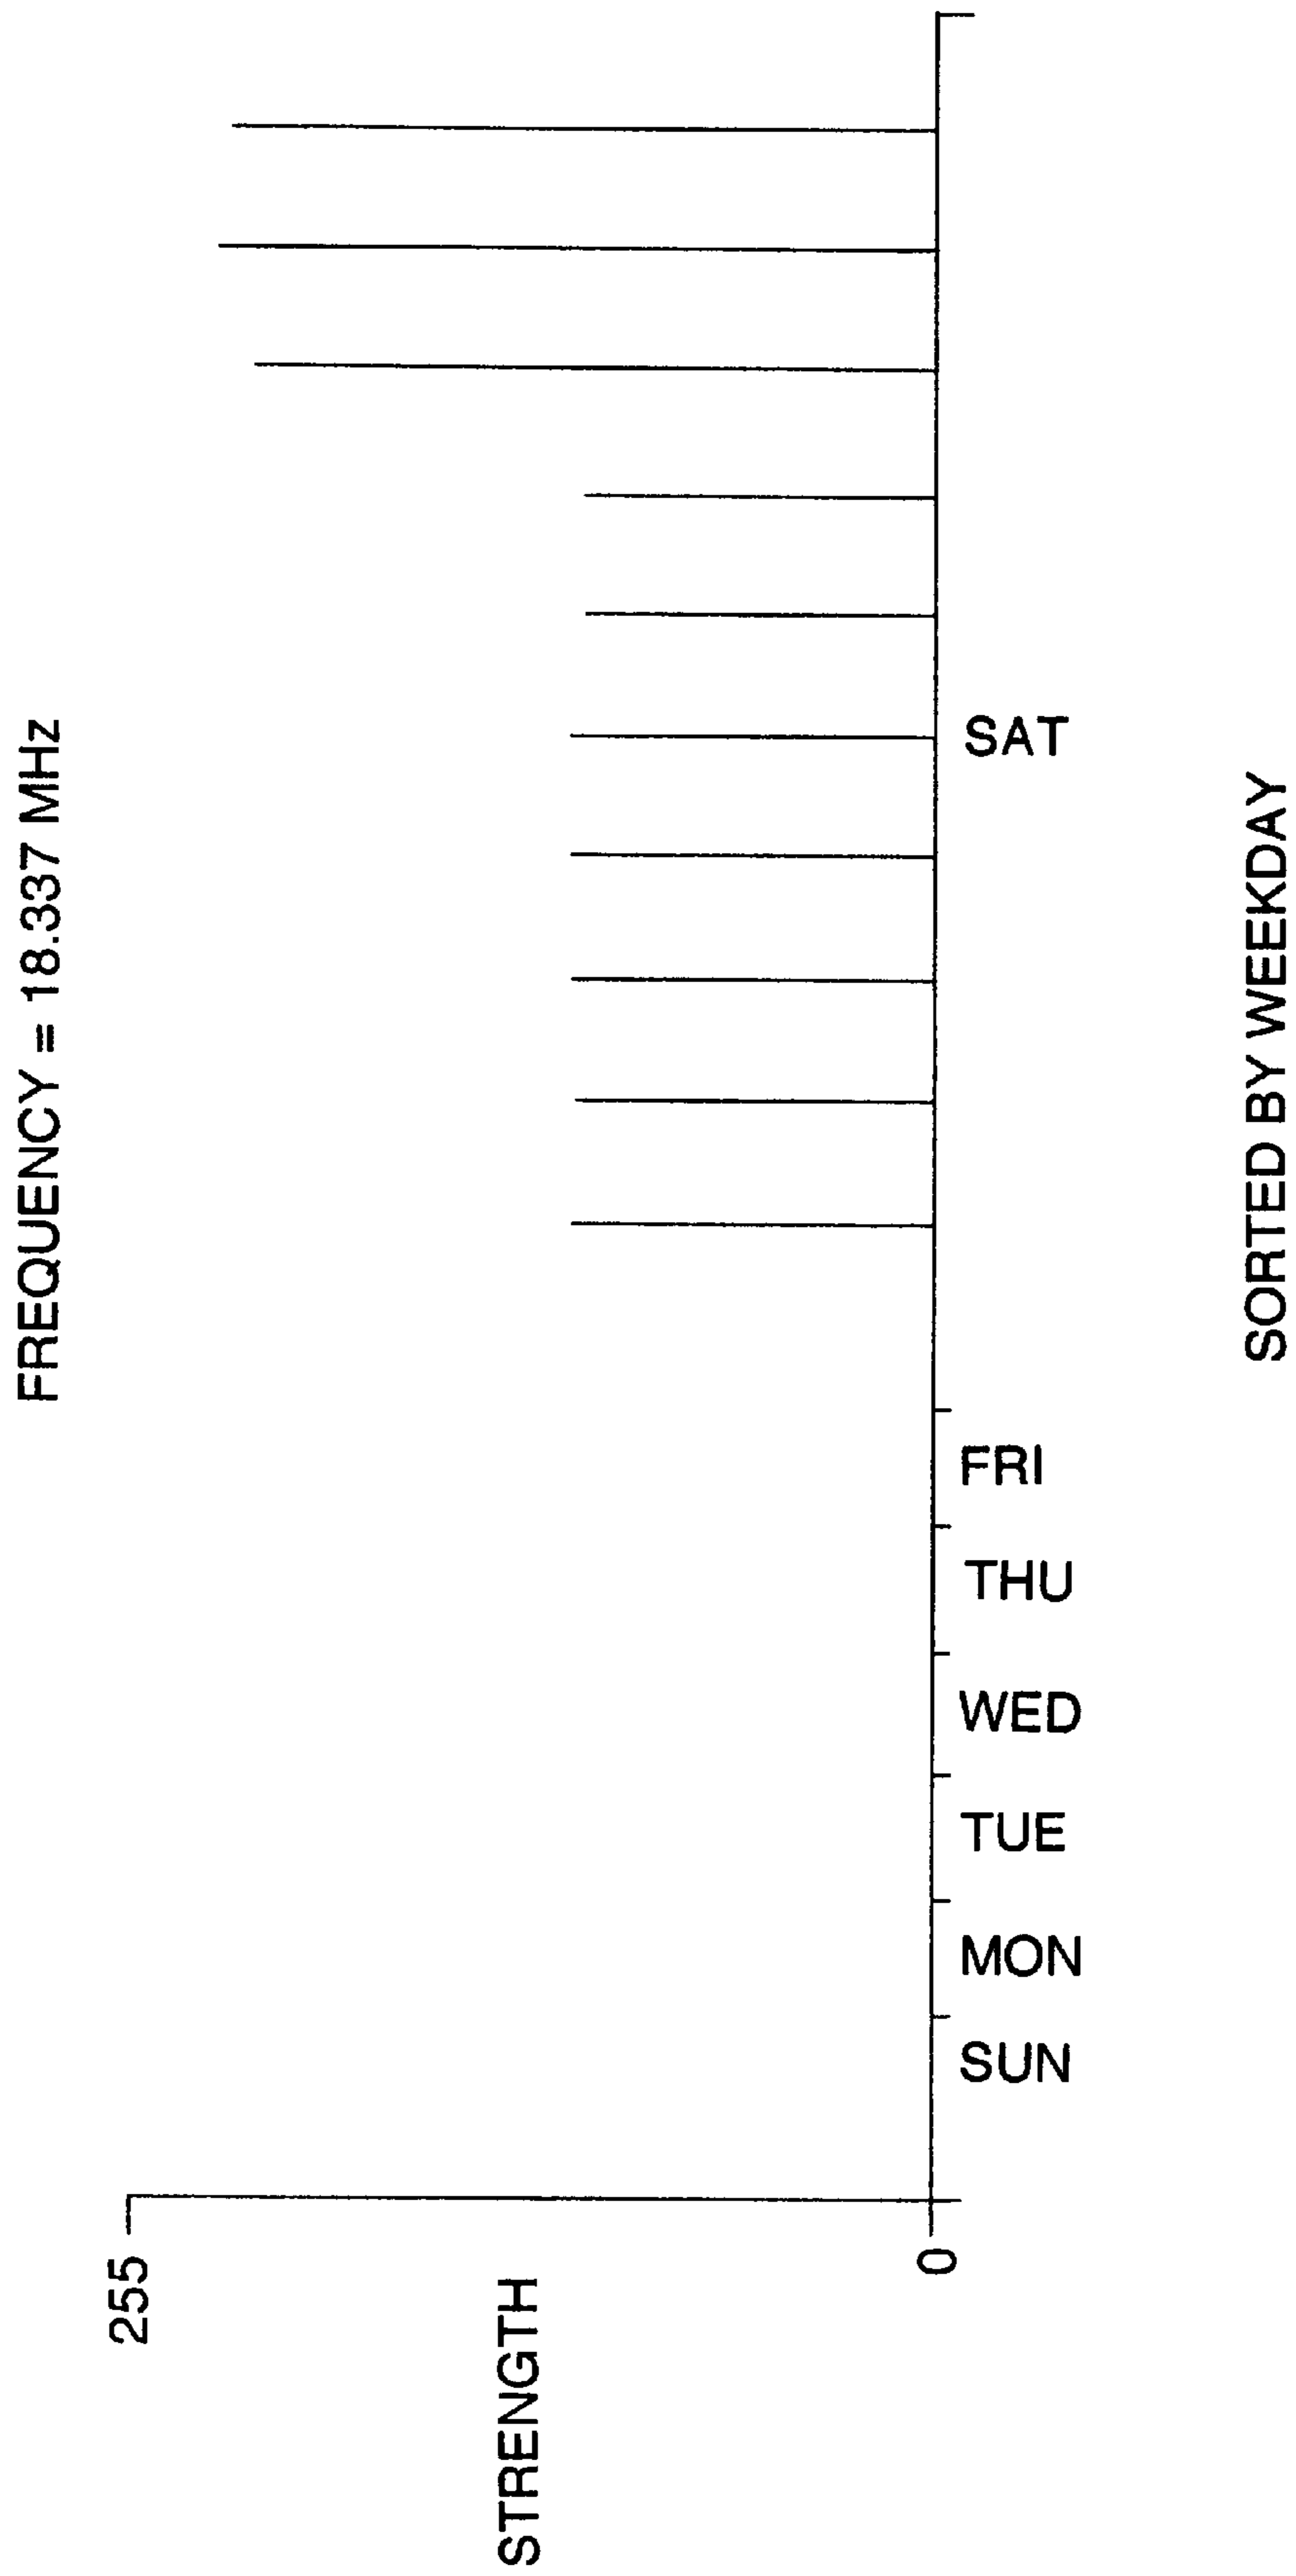 FREQUENCY = 18.337 MHz
255
STRENGTH
0
SUN MON TUE WED THU FRI SAT
SORTED BY WEEKDAY